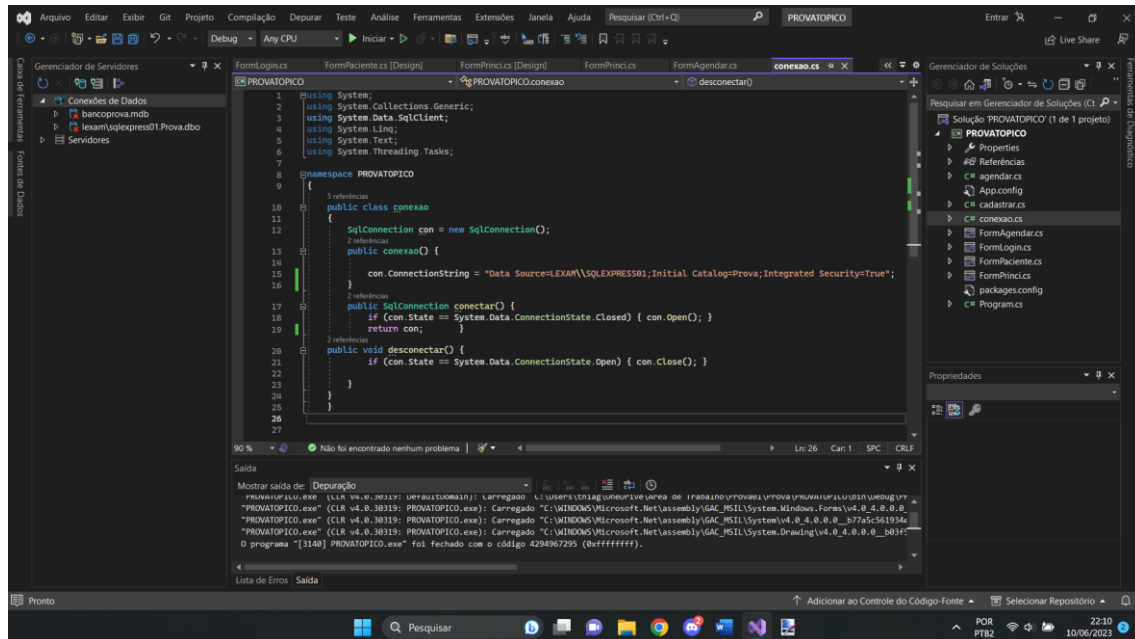 Arquivo Editar Exibir Git Projeto Compilação Depurar Teste Análise Ferramentas Extensões Janela Ajuda Pesquisar (Ctrl+Q) PROVATOPICO Entrar
Debug Any CPU Iniciar Live Share
Caixa de Ferramentas
Fontes de Dados
Gerenciador de Servidores
Conexões de Dados
bancoprova.mdb
lexam\sqlexpress01.Prova.dbo
Servidores
FormLogin.cs FormPaciente.cs [Design] FormPrinci.cs [Design] FormPrinci.cs FormAgendar.cs conexao.cs
PROVATOPICO PROVATOPICO.conexao desconectar()
1 using System;
2 using System.Collections.Generic;
3 using System.Data.SqlClient;
4 using System.Linq;
5 using System.Text;
6 using System.Threading.Tasks;
7
8 namespace PROVATOPICO
9 {
5 referências
10 public class conexao
11 {
12 SqlConnection con = new SqlConnection();
2 referências
13 public conexao() {
14
15 con.ConnectionString = "Data Source=LEXAM\\SQLEXPRESS01;Initial Catalog=Prova;Integrated Security=True";
16 }
2 referências
17 public SqlConnection conectar() {
18 if (con.State == System.Data.ConnectionState.Closed) { con.Open(); }
19 return con; }
2 referências
20 public void desconectar() {
21 if (con.State == System.Data.ConnectionState.Open) { con.Close(); }
22
23 }
24 }
25 }
26
27
90 % Não foi encontrado nenhum problema Ln: 26 Car: 1 SPC CRLF
Saída
Mostrar saída de: Depuração
"PROVATOPICO.exe" (CLR v4.0.30319: PROVATOPICO.exe): Carregado "C:\WINDOWS\Microsoft.Net\assembly\GAC_MSIL\System.Windows.Forms\v4.0_4.0.0.0_
"PROVATOPICO.exe" (CLR v4.0.30319: PROVATOPICO.exe): Carregado "C:\WINDOWS\Microsoft.Net\assembly\GAC_MSIL\System\v4.0_4.0.0.0__b77a5c561934e
"PROVATOPICO.exe" (CLR v4.0.30319: PROVATOPICO.exe): Carregado "C:\WINDOWS\Microsoft.Net\assembly\GAC_MSIL\System.Drawing\v4.0_4.0.0.0__b03f5
O programa "[3140] PROVATOPICO.exe" foi fechado com o código 4294967295 (0xffffffff).
Lista de Erros Saída
Gerenciador de Soluções
Pesquisar em Gerenciador de Soluções (Ct
Solução 'PROVATOPICO' (1 de 1 projeto)
PROVATOPICO
Properties
Referências
C# agendar.cs
App.config
C# cadastrar.cs
C# conexao.cs
FormAgendar.cs
FormLogin.cs
FormPaciente.cs
FormPrinci.cs
packages.config
C# Program.cs
Propriedades
Ferramentas de Diagnóstico
Pronto Adicionar ao Controle do Código-Fonte Selecionar Repositório
Pesquisar
POR
PTB2
22:10
10/06/2023
2